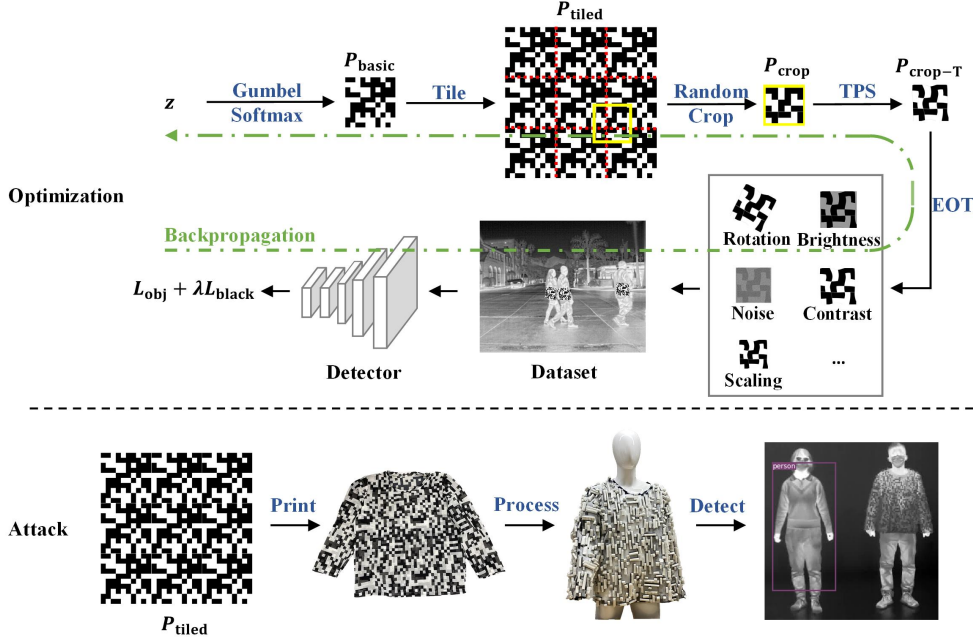 P_tiled
P_basic
P_crop
P_crop−T
z
Gumbel
Softmax
Tile
Random
Crop
TPS
Optimization
EOT
Backpropagation
Rotation
Brightness
L_obj + λL_black
Noise
Contrast
Scaling
...
Detector
Dataset
person
Print
Process
Detect
Attack
P_tiled